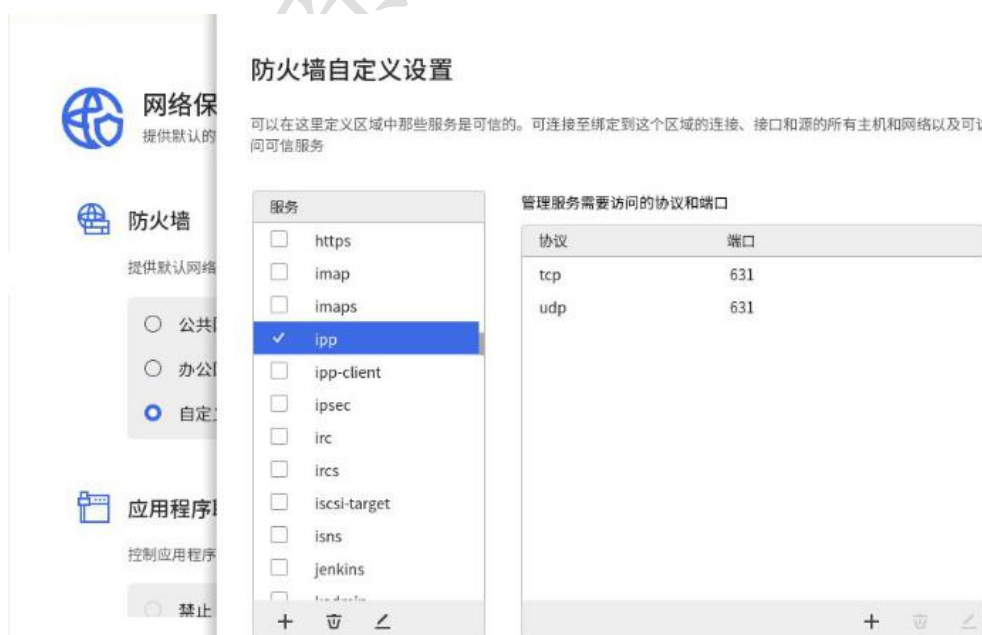 网络保
提供默认的
防火墙
提供默认网络
公共
办公
自定
应用程序
控制应用程序
禁止
防火墙自定义设置
可以在这里定义区域中那些服务是可信的。可连接至绑定到这个区域的连接、接口和源的所有主机和网络以及可
问可信服务
服务
https
imap
imaps
ipp
ipp-client
ipsec
irc
ircs
iscsi-target
isns
jenkins
管理服务需要访问的协议和端口
协议 端口
tcp 631
udp 631